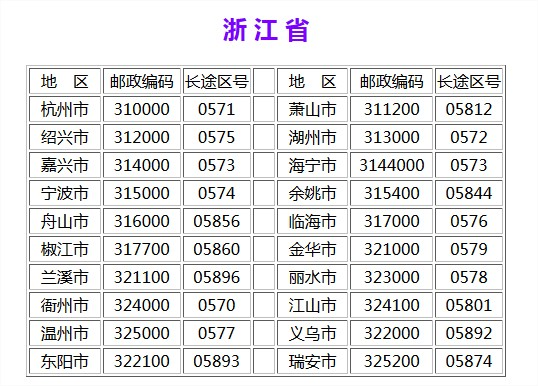 浙江省
地 区 邮政编码 长途区号 地 区 邮政编码 长途区号
杭州市 310000 0571 萧山市 311200 05812
绍兴市 312000 0575 湖州市 313000 0572
嘉兴市 314000 0573 海宁市 3144000 0573
宁波市 315000 0574 余姚市 315400 05844
舟山市 316000 05856 临海市 317000 0576
椒江市 317700 05860 金华市 321000 0579
兰溪市 321100 05896 丽水市 323000 0578
衢州市 324000 0570 江山市 324100 05801
温州市 325000 0577 义乌市 322000 05892
东阳市 322100 05893 瑞安市 325200 05874